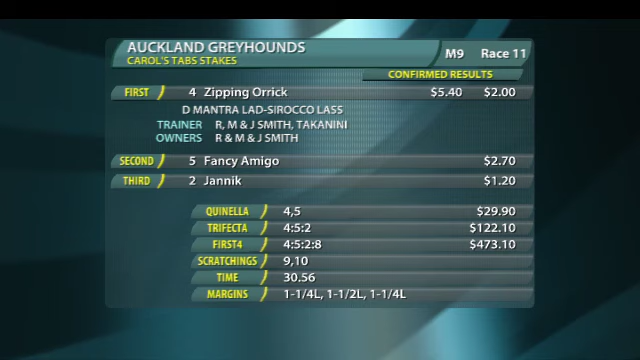 AUCKLAND GREYHOUNDS M9 Race 11
CAROL'S TABS STAKES
CONFIRMED RESULTS
FIRST 4 Zipping Orrick $5.40 $2.00
D MANTRA LAD-SIROCCO LASS
TRAINER R, M & J SMITH, TAKANINI
OWNERS R & M & J SMITH
SECOND 5 Fancy Amigo $2.70
THIRD 2 Jannik $1.20
QUINELLA 4,5 $29.90
TRIFECTA 4:5:2 $122.10
FIRST4 4:5:2:8 $473.10
SCRATCHINGS 9,10
TIME 30.56
MARGINS 1-1/4L, 1-1/2L, 1-1/4L